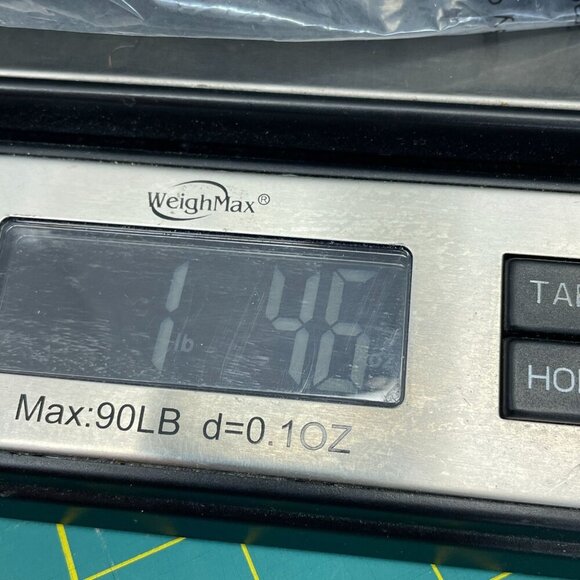 WeighMax®
1 lb 4.6 oz
TA
HO
Max:90LB d=0.1OZ